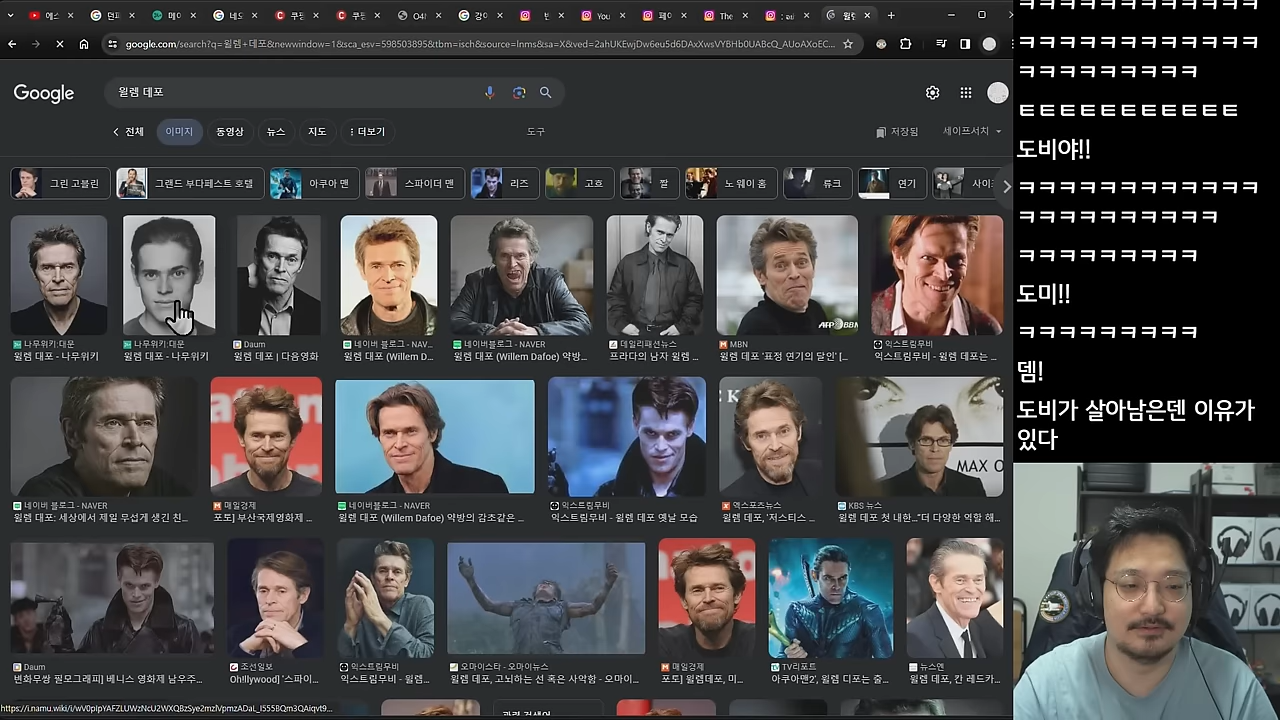 google.com/search?q=윌렘 데포&newwindow=1&sca_esv=598503895&tbm=isch&source=lnms&sa=X&ved=2ahUKEwjDw6eu5d6DAxXwsVYBHb0UABcQ_AUoAXoEC...
Google
윌렘 데포
전체
이미지
동영상
뉴스
지도
더보기
도구
저장됨
세이프서치
그린 고블린
그랜드 부다페스트 호텔
아쿠아 맨
스파이더 맨
리즈
고흐
짤
노 웨이 홈
류크
연기
AFP BBN
나무위키:대문
나무위키:대문
Daum
네이버 블로그 - NAV...
네이버블로그 - NAVER
데일리패션뉴스
MBN
익스트림무비
윌렘 데포 - 나무위키
윌렘 데포 - 나무위키
윌렘 데포 | 다음영화
윌렘 데포 (Willem D...
윌렘 데포 (Willem Dafoe) 약방...
프라다의 남자 윌렘 ...
윌렘 데포 '표정 연기의 달인' [...
익스트림무비 - 윌렘 데포는 ...
MAX O
네이버 블로그 - NAVER
매일경제
네이버블로그 - NAVER
익스트림무비
엑스포츠뉴스
KBS 뉴스
윌렘 데포: 세상에서 제일 무섭게 생긴 친...
포토] 부산국제영화제 ...
윌렘 데포 (Willem Dafoe) 약방의 감초같은 ...
익스트림무비 - 윌렘 데포 옛날 모습
윌렘 데포, '저스티스 ...
윌렘 데포 첫 내한…"더 다양한 역할 해...
Daum
조선일보
익스트림무비
오마이스타 - 오마이뉴스
매일경제
TV리포트
뉴스엔
변화무쌍 필모그래피] 베니스 영화제 남우주...
Oh!llywood] '스파이...
익스트림무비 - 윌렘...
윌렘 데포, 고뇌하는 선 혹은 사악함 - 오마이...
포토] 윌렘데포, 미...
아쿠아맨2', 윌렘 디포는 출...
윌렘 데포, 칸 레드카...
관련 검색어
ㅋㅋㅋㅋㅋㅋㅋㅋㅋㅋㅋㅋ
ㅋㅋㅋㅋㅋㅋㅋㅋㅋㅋㅋㅋ
ㅋㅋㅋㅋㅋㅋㅋㅋㅋ
ㅌㅌㅌㅌㅌㅌㅌㅌㅌㅌㅌ
도비야!!
ㅋㅋㅋㅋㅋㅋㅋㅋㅋㅋㅋㅋ
ㅋㅋㅋㅋㅋㅋㅋㅋㅋㅋ
ㅋㅋㅋㅋㅋㅋㅋㅋㅋ
도미!!
ㅋㅋㅋㅋㅋㅋㅋㅋㅋ
뎀!
도비가 살아남은덴 이유가
있다